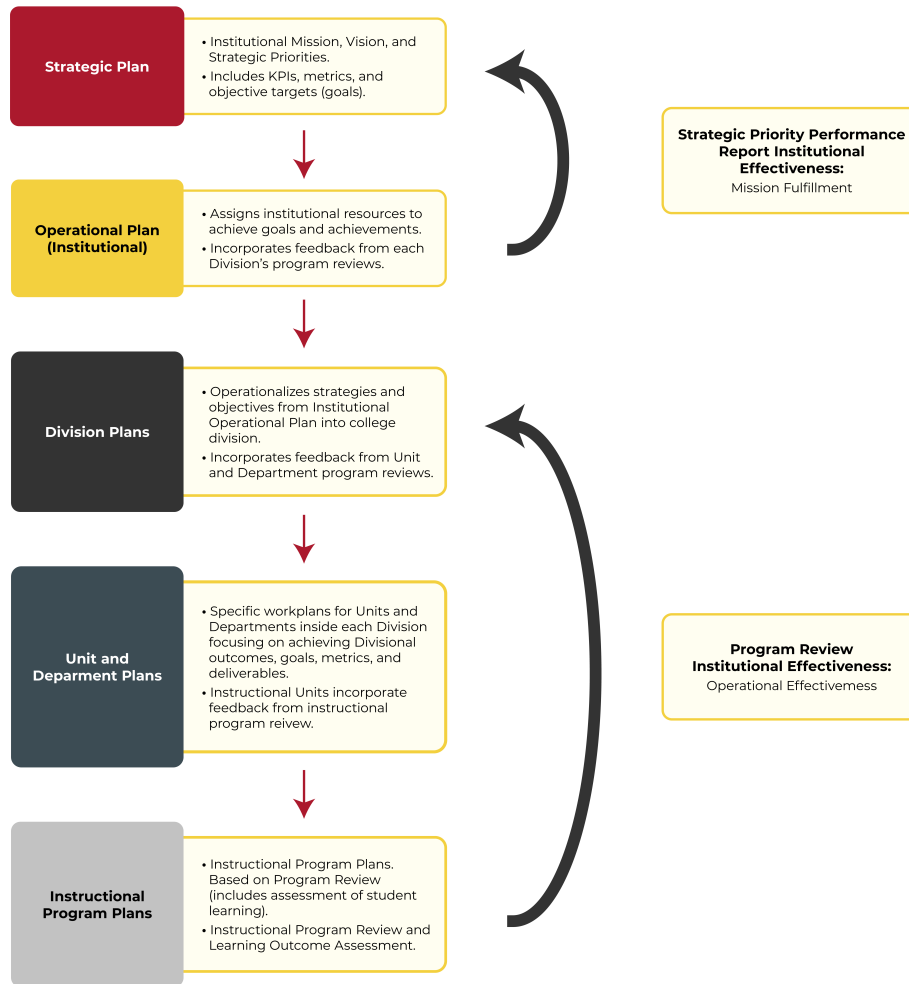 Strategic Plan
• Institutional Mission, Vision, and
Strategic Priorities.
• Includes KPIs, metrics, and
objective targets (goals).
Strategic Priority Performance
Report Institutional
Effectiveness:
Mission Fulfillment
Operational Plan
(Institutional)
• Assigns institutional resources to
achieve goals and achievements.
• Incorporates feedback from each
Division’s program reviews.
Division Plans
• Operationalizes strategies and
objectives from Institutional
Operational Plan into college
division.
• Incorporates feedback from Unit
and Department program reviews.
Unit and
Deparment Plans
• Specific workplans for Units and
Departments inside each Division
focusing on achieving Divisional
outcomes, goals, metrics, and
deliverables.
• Instructional Units incorporate
feedback from instructional
program reivew.
Program Review
Institutional Effectiveness:
Operational Effectivemess
Instructional
Program Plans
• Instructional Program Plans.
Based on Program Review
(includes assessment of student
learning).
• Instructional Program Review and
Learning Outcome Assessment.